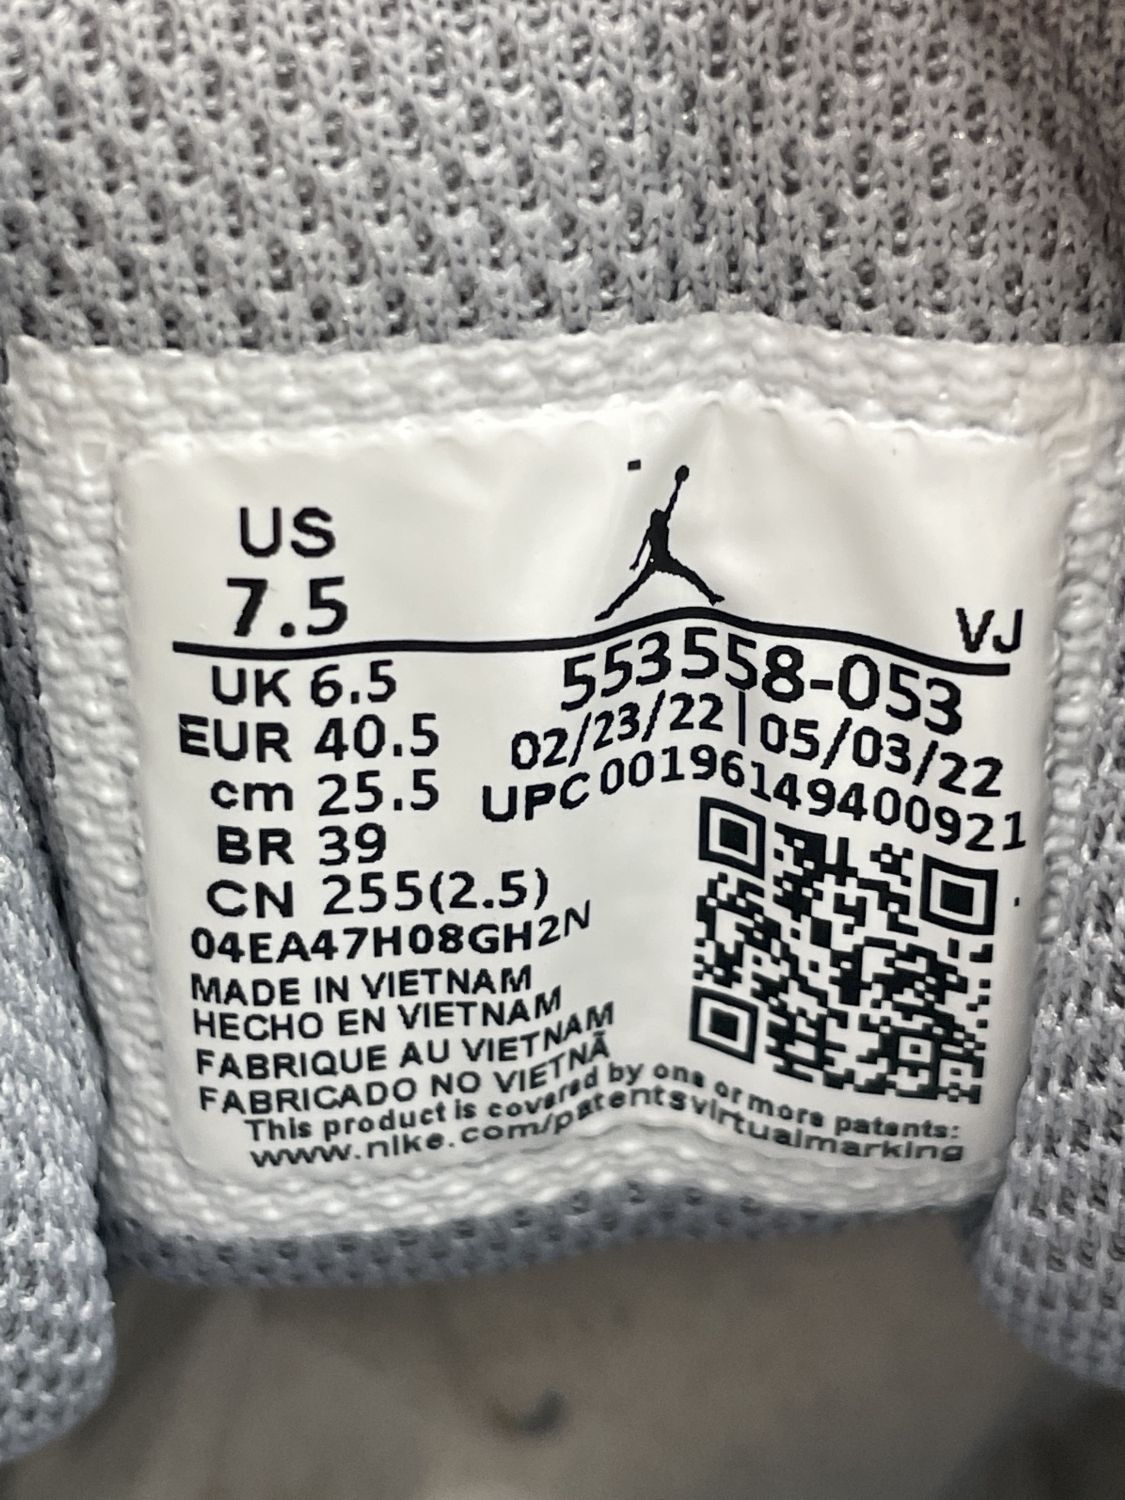 US
7.5
VJ
UK 6.5
EUR 40.5
cm 25.5
BR 39
CN 255(2.5)
04EA47H08GH2N
553558-053
02/23/22|05/03/22
UPC00196149400921
MADE IN VIETNAM
HECHO EN VIETNAM
FABRIQUE AU VIETNAM
FABRICADO NO VIETNÃ
This product is covered by one or more patents:
www.nike.com/patentsvirtualmarking